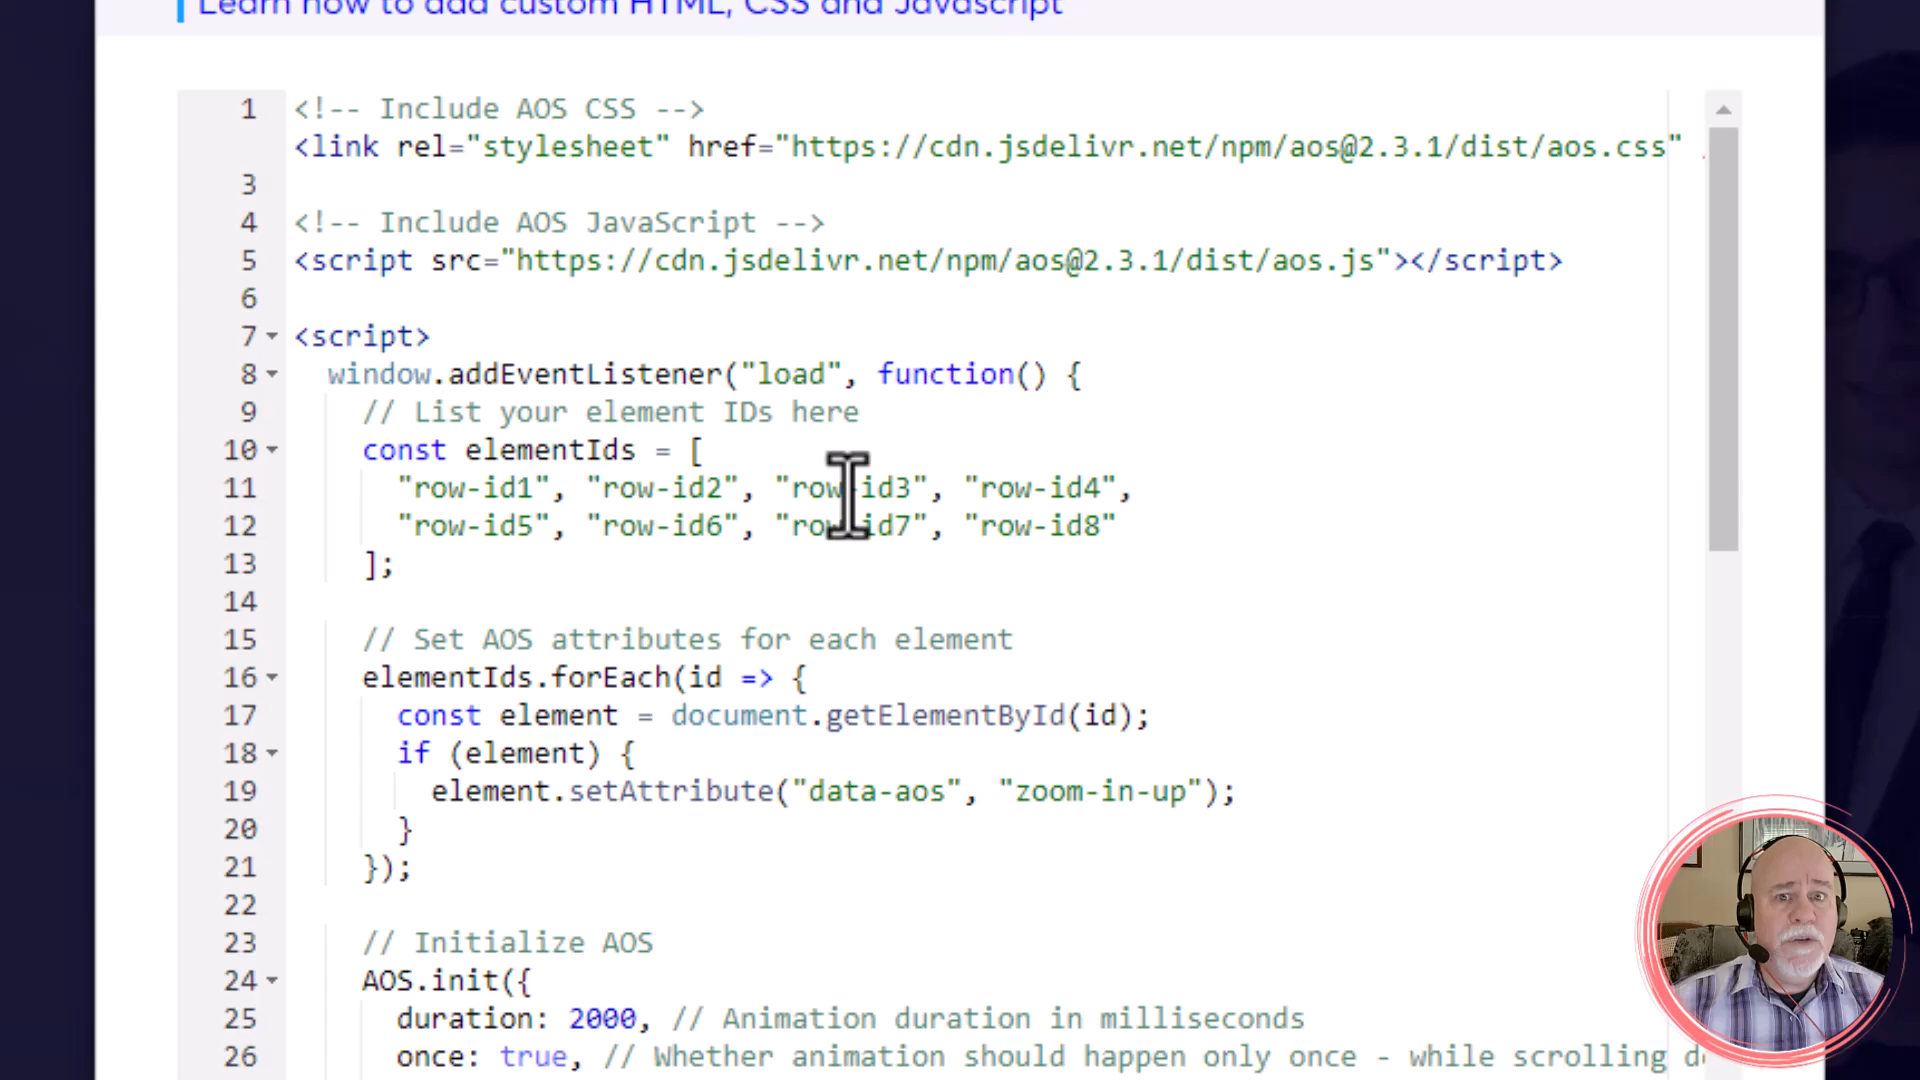 Learn how to add custom HTML, CSS and Javascript
1 <!-- Include AOS CSS -->
<link rel="stylesheet" href="https://cdn.jsdelivr.net/npm/aos@2.3.1/dist/aos.css"
3
4 <!-- Include AOS JavaScript -->
5 <script src="https://cdn.jsdelivr.net/npm/aos@2.3.1/dist/aos.js"></script>
6
7 <script>
8 window.addEventListener("load", function() {
9 // List your element IDs here
10 const elementIds = [
11 "row-id1", "row-id2", "row-id3", "row-id4",
12 "row-id5", "row-id6", "row-id7", "row-id8"
13 ];
14
15 // Set AOS attributes for each element
16 elementIds.forEach(id => {
17 const element = document.getElementById(id);
18 if (element) {
19 element.setAttribute("data-aos", "zoom-in-up");
20 }
21 });
22
23 // Initialize AOS
24 AOS.init({
25 duration: 2000, // Animation duration in milliseconds
26 once: true, // Whether animation should happen only once - while scrolling